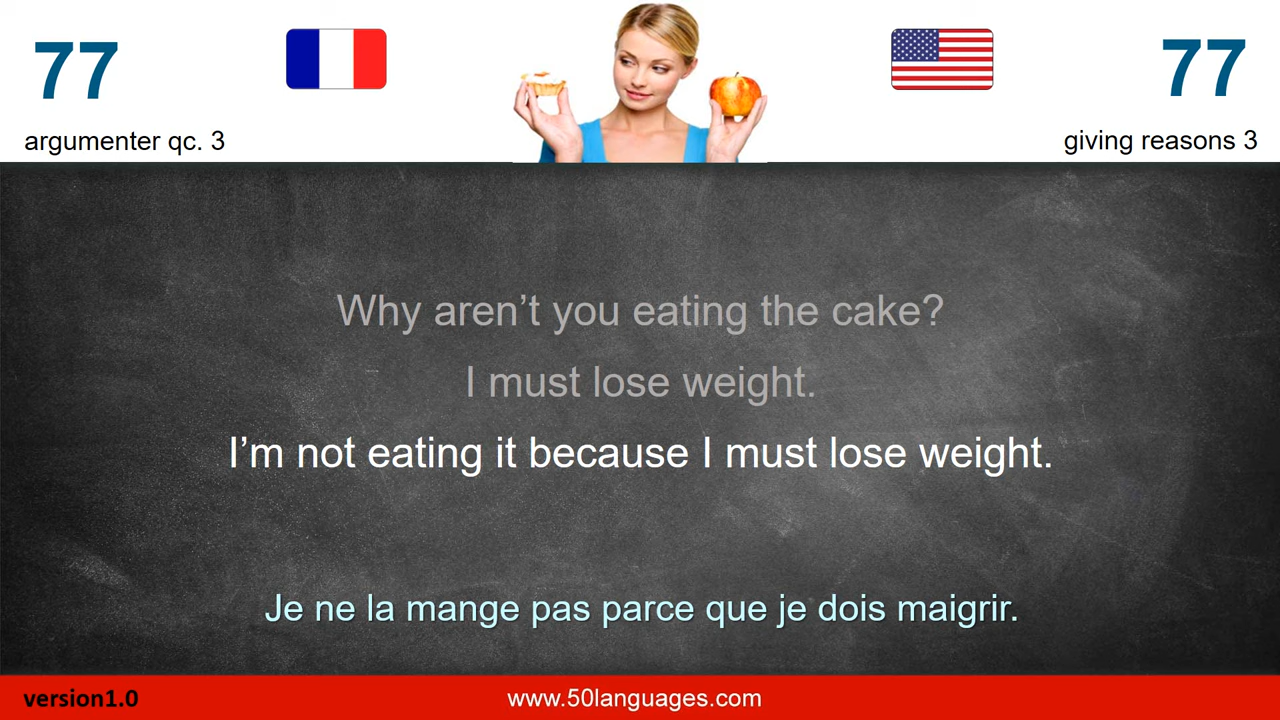 77
77
argumenter qc. 3
giving reasons 3
Why aren’t you eating the cake?
I must lose weight.
I’m not eating it because I must lose weight.
Je ne la mange pas parce que je dois maigrir.
version1.0
www.50languages.com